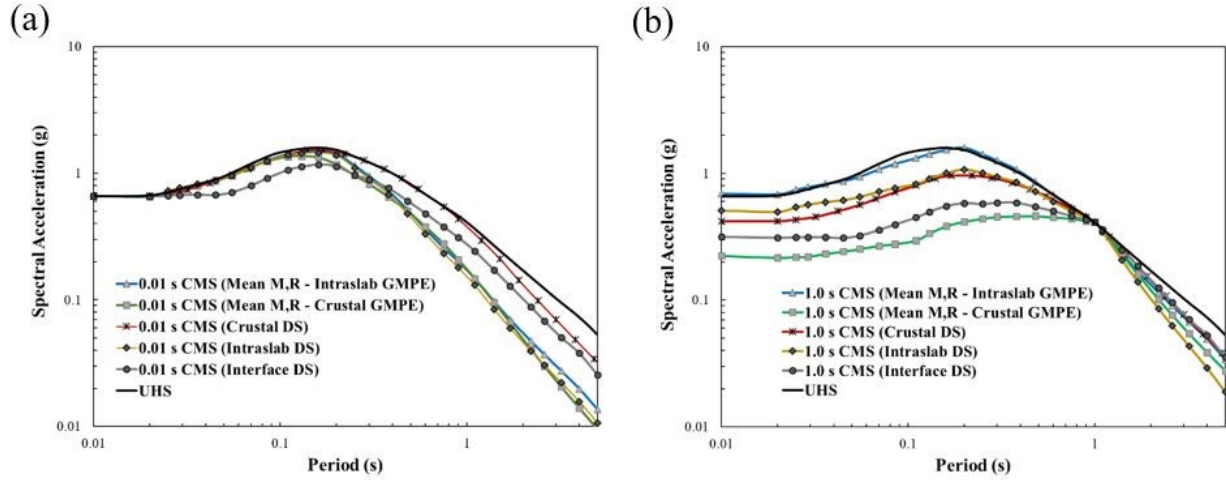 (a)
10
1
0.1
0.01
Spectral Acceleration (g)
0.01 s CMS (Mean M,R - Intraslab GMPE)
0.01 s CMS (Mean M,R - Crustal GMPE)
0.01 s CMS (Crustal DS)
0.01 s CMS (Intraslab DS)
0.01 s CMS (Interface DS)
UHS
0.01
0.1
1
Period (s)
(b)
10
1
0.1
0.01
Spectral Acceleration (g)
1.0 s CMS (Mean M,R - Intraslab GMPE)
1.0 s CMS (Mean M,R - Crustal GMPE)
1.0 s CMS (Crustal DS)
1.0 s CMS (Intraslab DS)
1.0 s CMS (Interface DS)
UHS
0.01
0.1
1
Period (s)